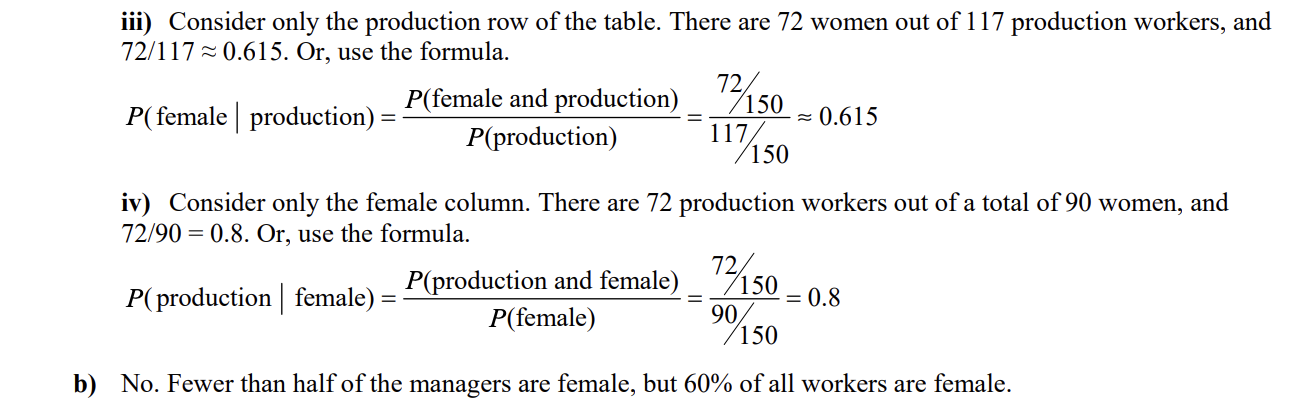 iii) Consider only the production row of the table. There are 72 women out of 117 production workers, and
72/117 ≈ 0.615. Or, use the formula.
P(female | production) = P(female and production) / P(production) = (72/150) / (117/150) ≈ 0.615
iv) Consider only the female column. There are 72 production workers out of a total of 90 women, and
72/90 = 0.8. Or, use the formula.
P(production | female) = P(production and female) / P(female) = (72/150) / (90/150) = 0.8
b) No. Fewer than half of the managers are female, but 60% of all workers are female.